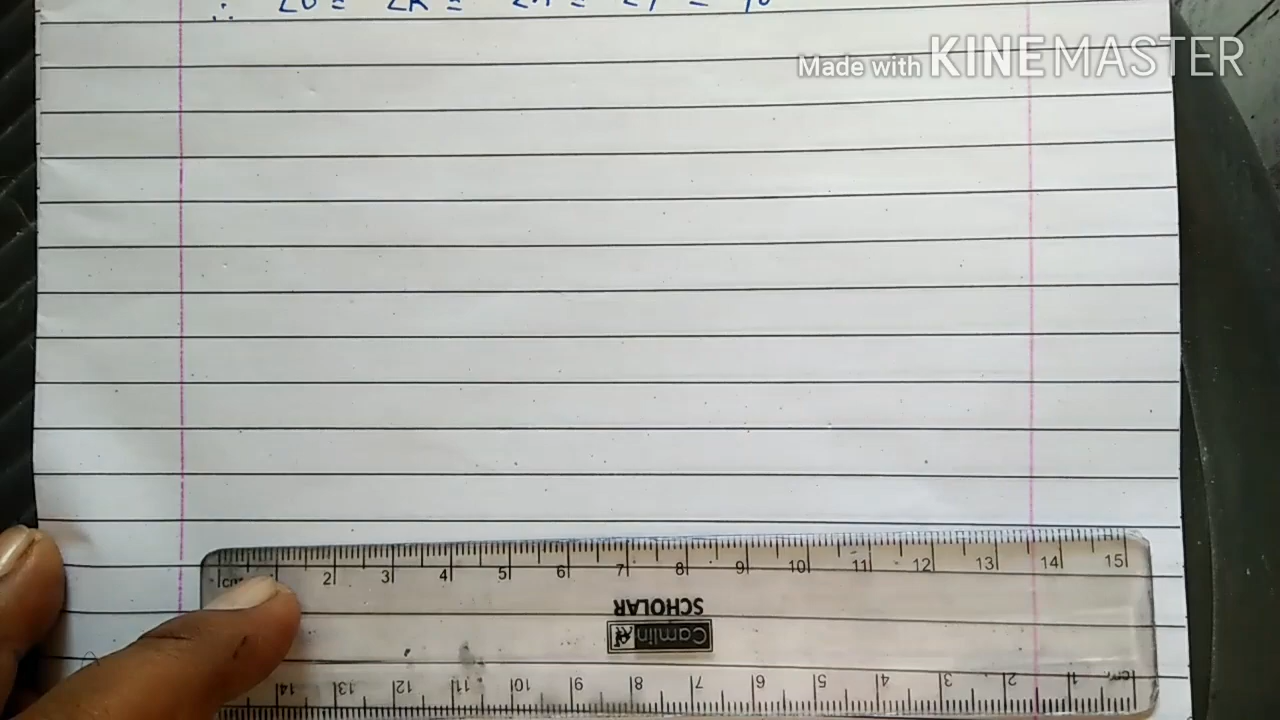 Made with KINEMASTER
cm 2 3 4 5 6 7 8 9 10 11 12 13 14 15
SCHOLAR
Camlin
14 13 12 11 10 9 8 7 6 5 4 3 2 1 cm